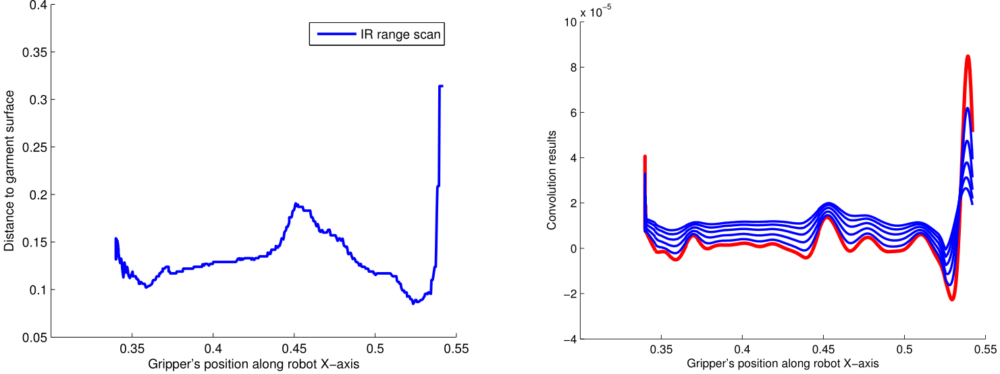 0.4
0.35
0.3
0.25
0.2
0.15
0.1
0.05
0.35 0.4 0.45 0.5 0.55
Distance to garment surface
Gripper's position along robot X−axis
IR range scan
x 10−5
10
8
6
4
2
0
−2
−4
0.35 0.4 0.45 0.5 0.55
Convolution results
Gripper's position along robot X−axis